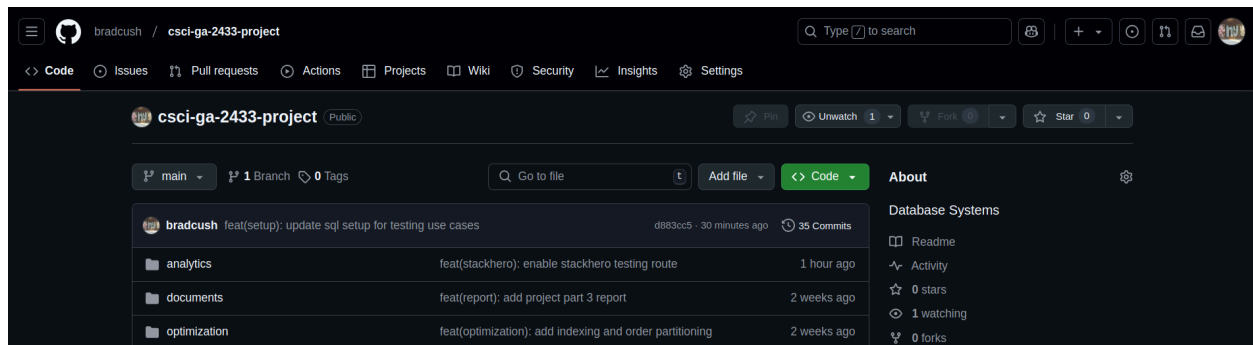 bradcush / csci-ga-2433-project
Type / to search
Code Issues Pull requests Actions Projects Wiki Security Insights Settings
csci-ga-2433-project Public
Pin Unwatch 1 Fork 0 Star 0
main 1 Branch 0 Tags Go to file t Add file Code
About
Database Systems
bradcush feat(setup): update sql setup for testing use cases d883cc5 · 30 minutes ago 35 Commits
Readme
analytics feat(stackhero): enable stackhero testing route 1 hour ago
Activity
documents feat(report): add project part 3 report 2 weeks ago
0 stars
1 watching
optimization feat(optimization): add indexing and order partitioning 2 weeks ago
0 forks